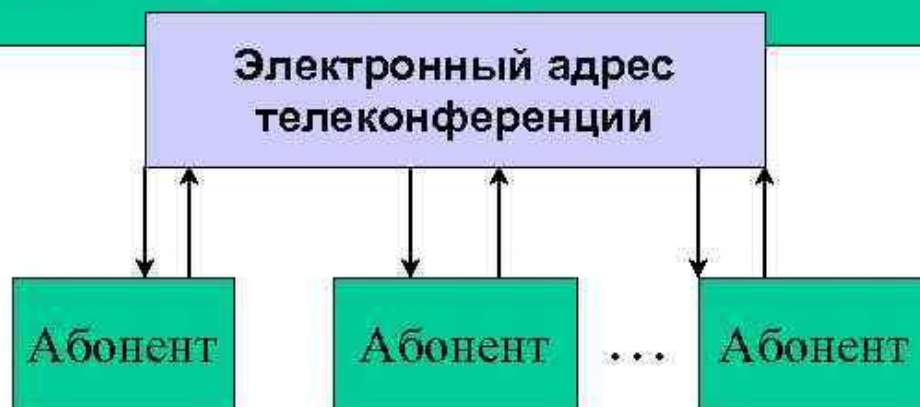 Электронный адрес
телеконференции
Абонент Абонент ... Абонент